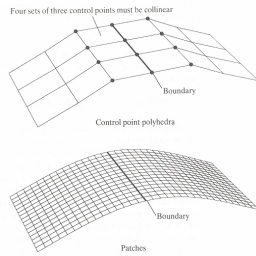 Four sets of three control points must be collinear
Boundary
Control point polyhedra
Boundary
Patches